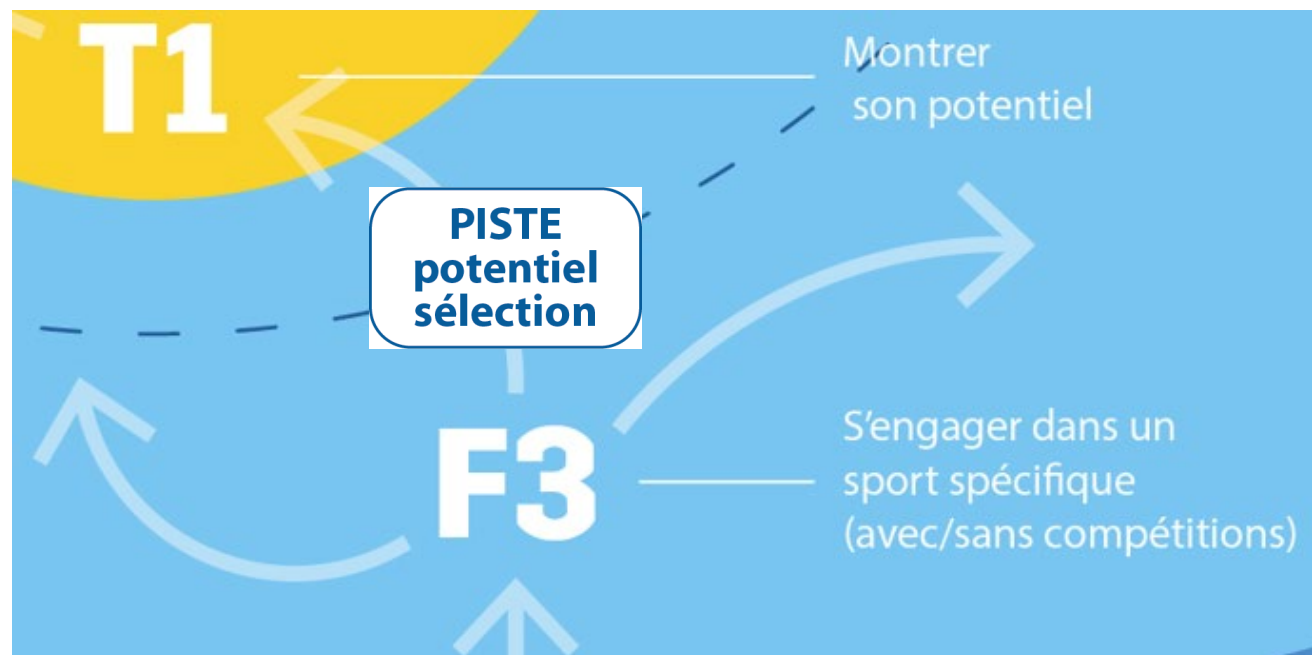 T1
Montrer
son potentiel
PISTE
potentiel
sélection
F3
S'engager dans un
sport spécifique
(avec/sans compétitions)